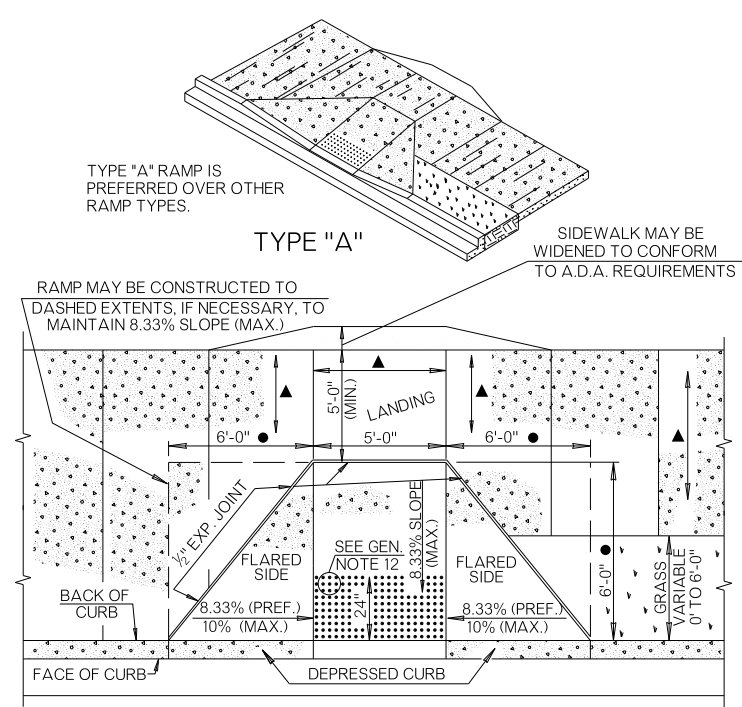 TYPE "A" RAMP IS
PREFERRED OVER OTHER
RAMP TYPES.
TYPE "A"
SIDEWALK MAY BE
WIDENED TO CONFORM
TO A.D.A. REQUIREMENTS
RAMP MAY BE CONSTRUCTED TO
DASHED EXTENTS, IF NECESSARY, TO
MAINTAIN 8.33% SLOPE (MAX.)
5'-0"
(MIN.)
LANDING
6'-0"
5'-0"
6'-0"
½" EXP. JOINT
8.33% SLOPE
(MAX.)
SEE GEN.
NOTE 12
FLARED
SIDE
FLARED
SIDE
6'-0"
GRASS
VARIABLE
0' TO 6'-0"
24"
BACK OF
CURB
8.33% (PREF.)
10% (MAX.)
8.33% (PREF.)
10% (MAX.)
FACE OF CURB
DEPRESSED CURB